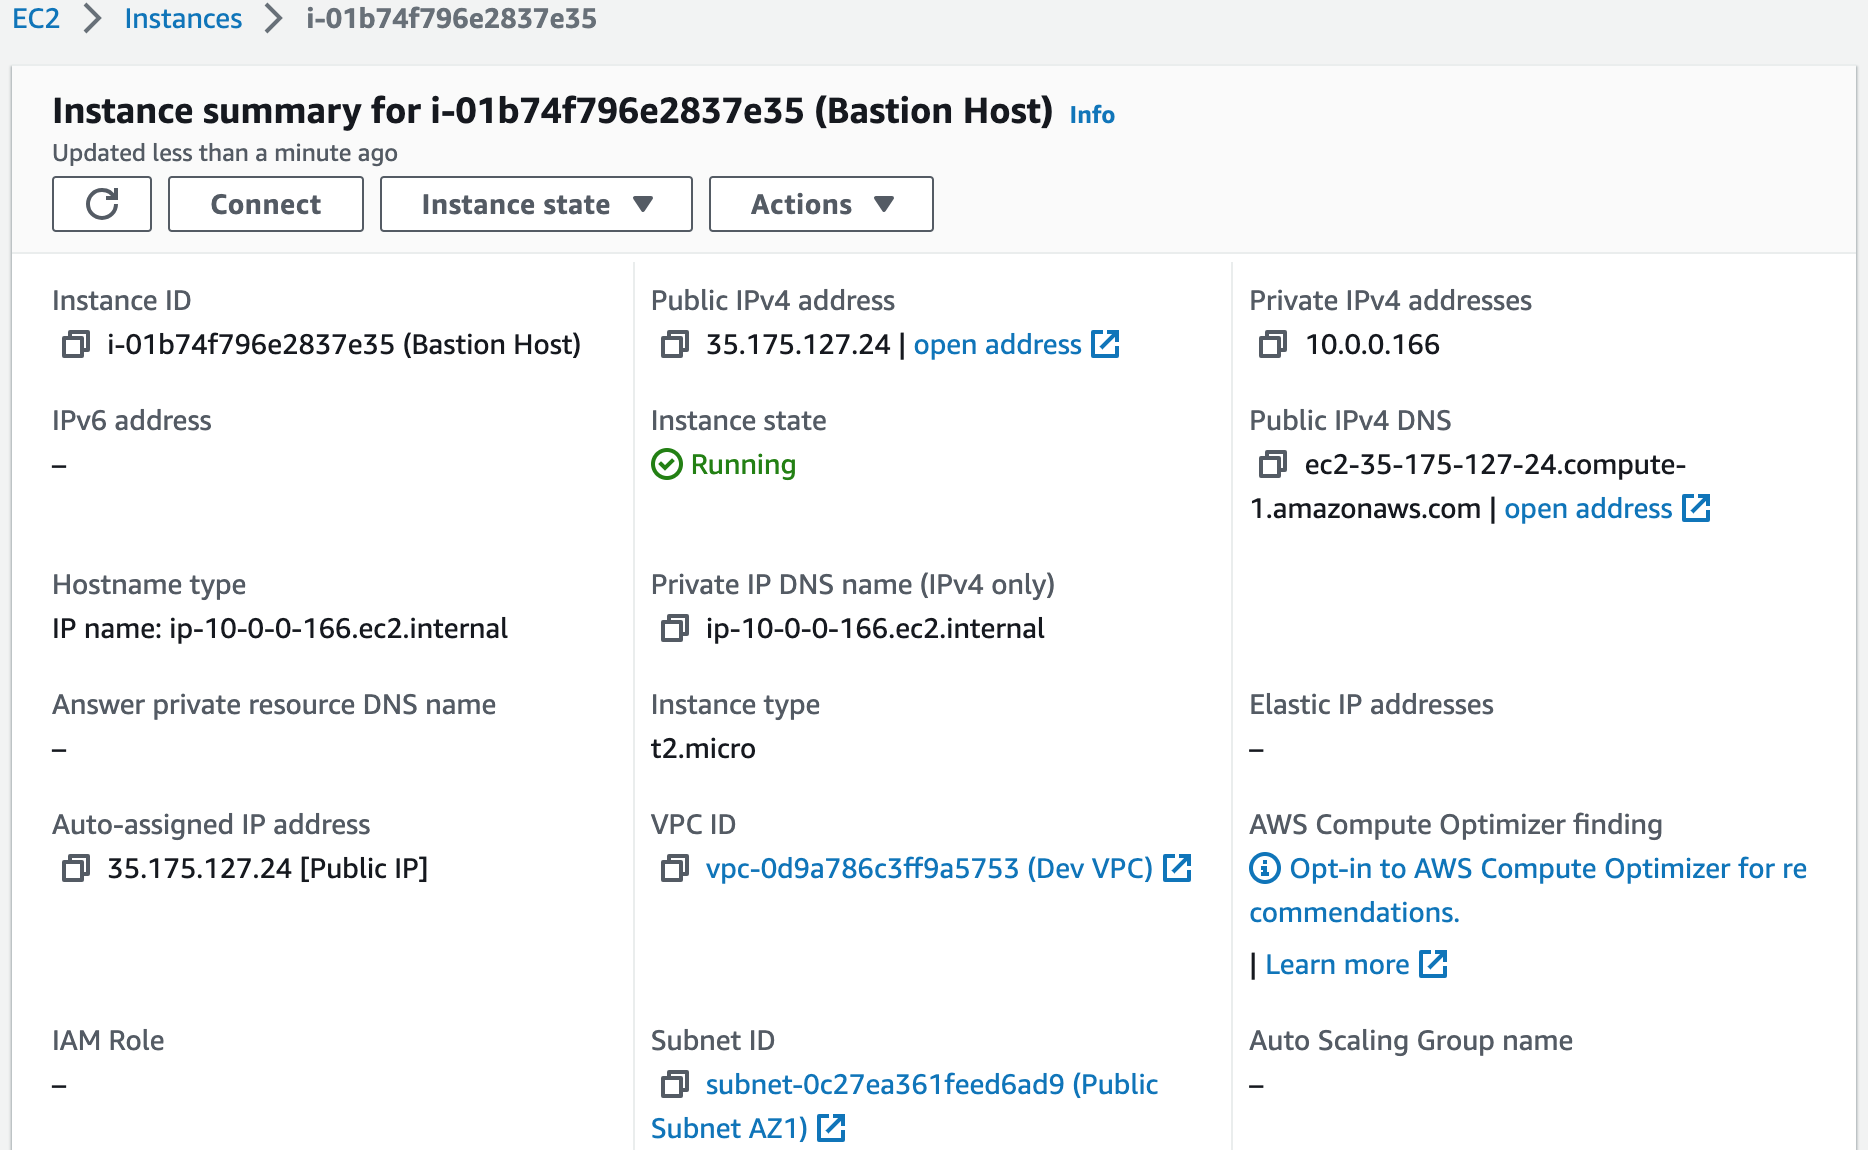 EC2 > Instances > i-01b74f796e2837e35
Instance summary for i-01b74f796e2837e35 (Bastion Host) Info
Updated less than a minute ago
Connect Instance state ▼ Actions ▼
Instance ID
i-01b74f796e2837e35 (Bastion Host)
Public IPv4 address
35.175.127.24 | open address
Private IPv4 addresses
10.0.0.166
IPv6 address
–
Instance state
Running
Public IPv4 DNS
ec2-35-175-127-24.compute-
1.amazonaws.com | open address
Hostname type
IP name: ip-10-0-0-166.ec2.internal
Private IP DNS name (IPv4 only)
ip-10-0-0-166.ec2.internal
Answer private resource DNS name
–
Instance type
t2.micro
Elastic IP addresses
–
Auto-assigned IP address
35.175.127.24 [Public IP]
VPC ID
vpc-0d9a786c3ff9a5753 (Dev VPC)
AWS Compute Optimizer finding
Opt-in to AWS Compute Optimizer for re
commendations.
| Learn more
IAM Role
–
Subnet ID
subnet-0c27ea361feed6ad9 (Public
Subnet AZ1)
Auto Scaling Group name
–